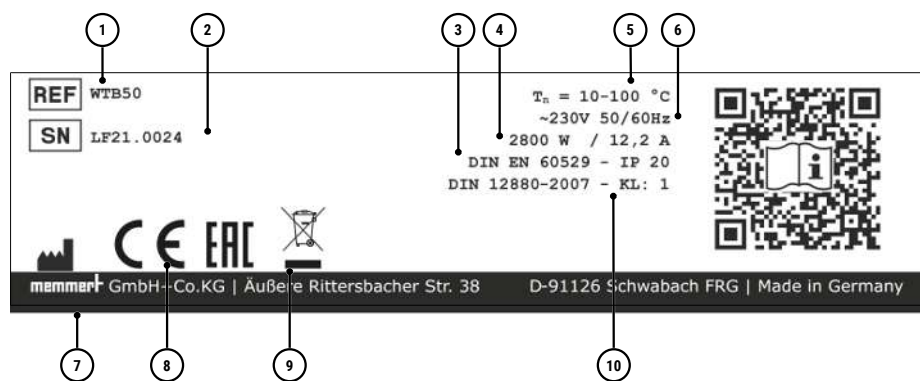 1 2 3 4 5 6
REF WTB50
SN LF21.0024
Tn = 10-100 °C
~230V 50/60Hz
2800 W / 12,2 A
DIN EN 60529 - IP 20
DIN 12880-2007 - KL: 1
i
CE EAC
memmert GmbH+Co.KG | Äußere Rittersbacher Str. 38 D-91126 Schwabach FRG | Made in Germany
7 8 9 10